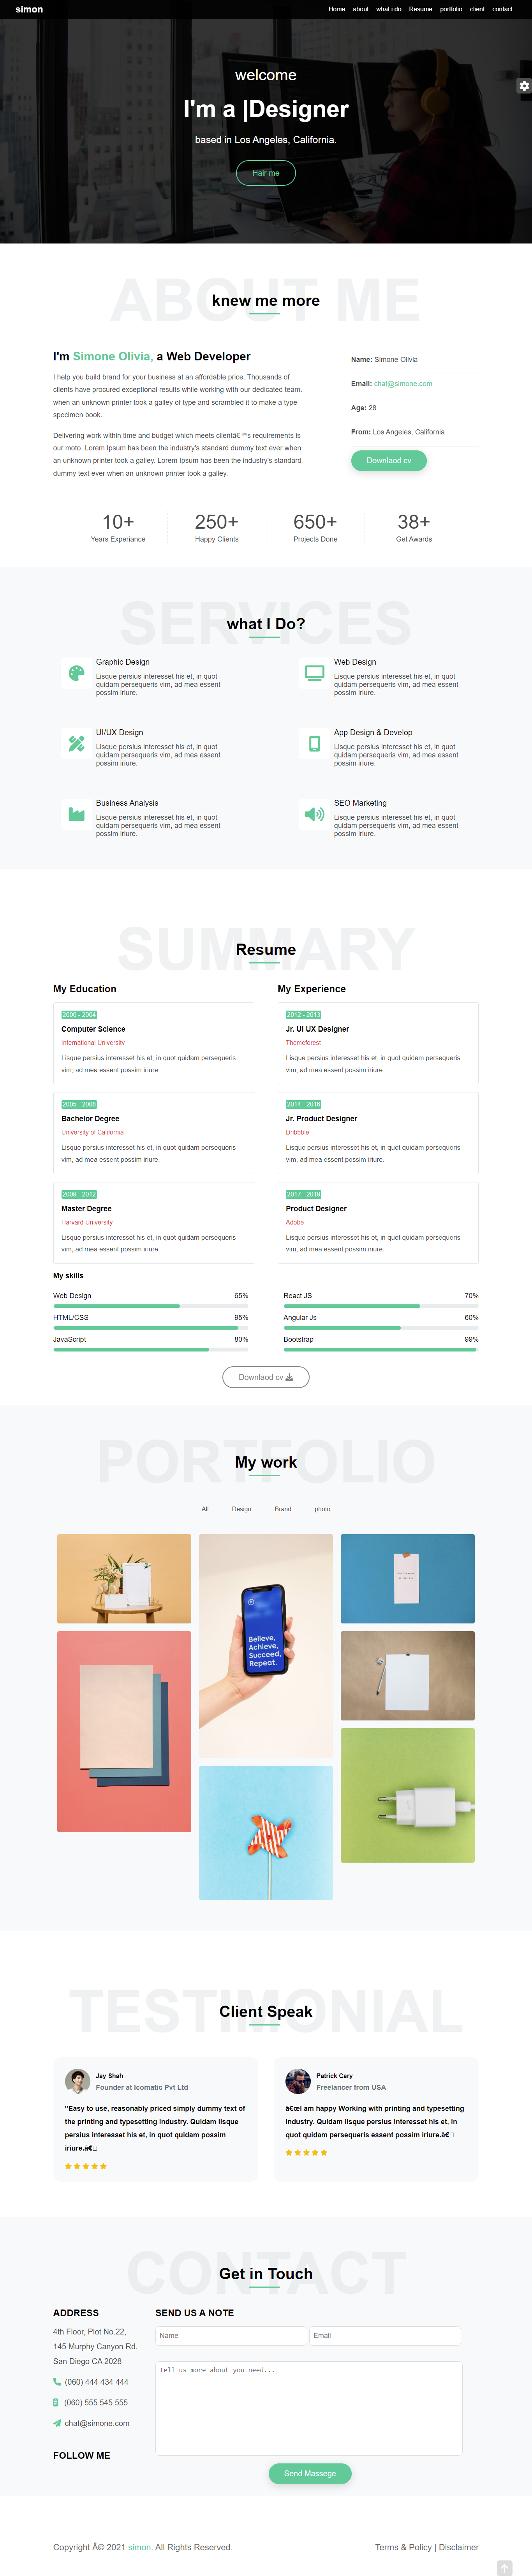 simon
Home about what i do Resume portfolio client contact
welcome
I'm a |Designer
based in Los Angeles, California.
Hair me
ABOUT ME
knew me more
I'm Simone Olivia, a Web Developer
I help you build brand for your business at an affordable price. Thousands of
clients have procured exceptional results while working with our dedicated team.
when an unknown printer took a galley of type and scrambled it to make a type
specimen book.
Delivering work within time and budget which meets clientâ€™s requirements is
our moto. Lorem Ipsum has been the industry's standard dummy text ever when
an unknown printer took a galley. Lorem Ipsum has been the industry's standard
dummy text ever when an unknown printer took a galley.
Name: Simone Olivia
Email: chat@simone.com
Age: 28
From: Los Angeles, California
Downlaod cv
10+ 250+ 650+ 38+
Years Experiance Happy Clients Projects Done Get Awards
SERVICES
what I Do?
Graphic Design
Lisque persius interesset his et, in quot
quidam persequeris vim, ad mea essent
possim iriure.
Web Design
Lisque persius interesset his et, in quot
quidam persequeris vim, ad mea essent
possim iriure.
UI/UX Design
Lisque persius interesset his et, in quot
quidam persequeris vim, ad mea essent
possim iriure.
App Design & Develop
Lisque persius interesset his et, in quot
quidam persequeris vim, ad mea essent
possim iriure.
Business Analysis
Lisque persius interesset his et, in quot
quidam persequeris vim, ad mea essent
possim iriure.
SEO Marketing
Lisque persius interesset his et, in quot
quidam persequeris vim, ad mea essent
possim iriure.
SUMMARY
Resume
My Education
2000 - 2004
Computer Science
International University
Lisque persius interesset his et, in quot quidam persequeris
vim, ad mea essent possim iriure.
2005 - 2008
Bachelor Degree
University of California
Lisque persius interesset his et, in quot quidam persequeris
vim, ad mea essent possim iriure.
2009 - 2012
Master Degree
Harvard University
Lisque persius interesset his et, in quot quidam persequeris
vim, ad mea essent possim iriure.
My Experience
2012 - 2013
Jr. UI UX Designer
Themeforest
Lisque persius interesset his et, in quot quidam persequeris
vim, ad mea essent possim iriure.
2014 - 2016
Jr. Product Designer
Dribbble
Lisque persius interesset his et, in quot quidam persequeris
vim, ad mea essent possim iriure.
2017 - 2019
Product Designer
Adobe
Lisque persius interesset his et, in quot quidam persequeris
vim, ad mea essent possim iriure.
My skills
Web Design 65%
HTML/CSS 95%
JavaScript 80%
React JS 70%
Angular Js 60%
Bootstrap 99%
Downlaod cv
PORTFOLIO
My work
All Design Brand photo
Believe,
Achieve,
Succeed,
Repeat.
TESTIMONIAL
Client Speak
Jay Shah
Founder at Icomatic Pvt Ltd
"Easy to use, reasonably priced simply dummy text of
the printing and typesetting industry. Quidam lisque
persius interesset his et, in quot quidam possim
iriure.â€
Patrick Cary
Freelancer from USA
â€œI am happy Working with printing and typesetting
industry. Quidam lisque persius interesset his et, in
quot quidam persequeris essent possim iriure.â€
CONTACT
Get in Touch
ADDRESS
4th Floor, Plot No.22,
145 Murphy Canyon Rd.
San Diego CA 2028
(060) 444 434 444
(060) 555 545 555
chat@simone.com
FOLLOW ME
SEND US A NOTE
Name Email
Tell us more about you need...
Send Massege
Copyright Â© 2021 simon. All Rights Reserved.
Terms & Policy | Disclaimer